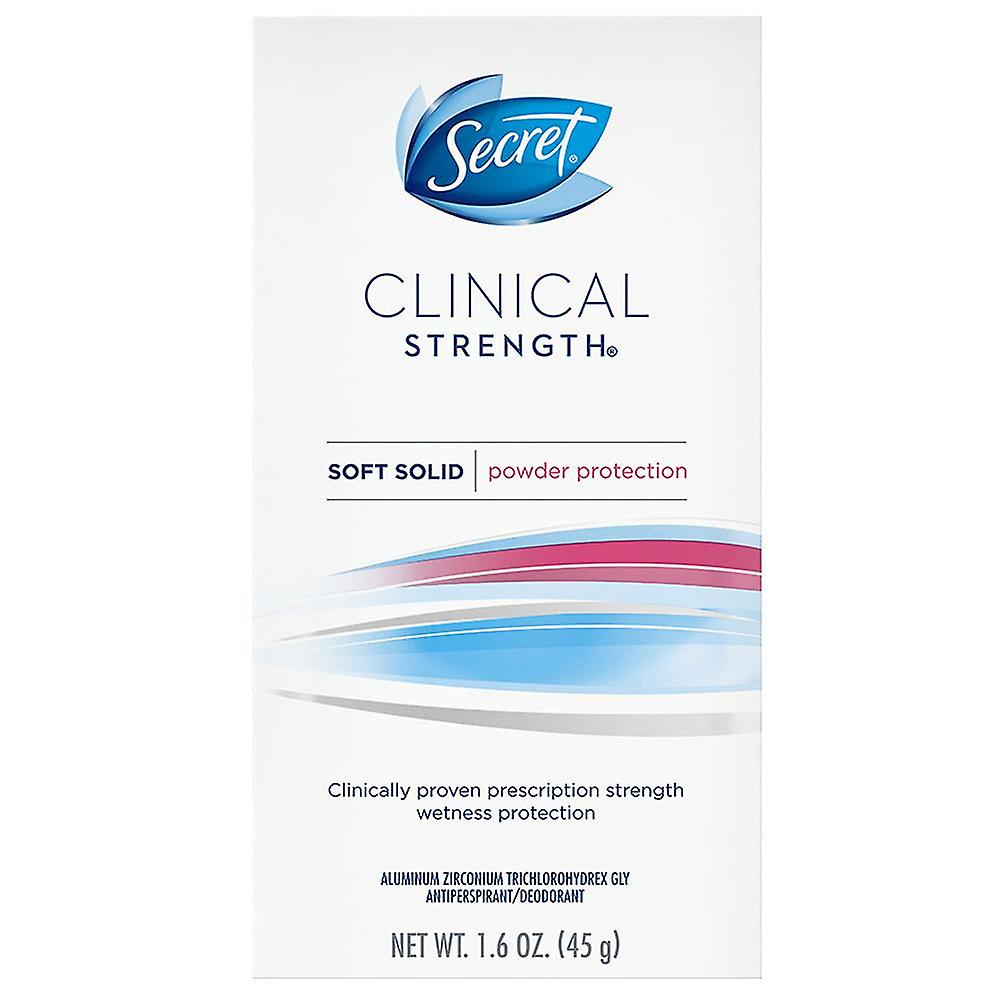 Secret®
CLINICAL
STRENGTH®
SOFT SOLID | powder protection
Clinically proven prescription strength
wetness protection
ALUMINUM ZIRCONIUM TRICHLOROHYDREX GLY
ANTIPERSPIRANT/DEODORANT
NET WT. 1.6 OZ. (45 g)